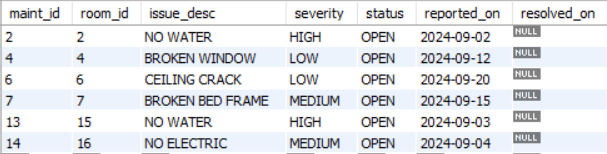 maint_id room_id issue_desc severity status reported_on resolved_on
2 2 NO WATER HIGH OPEN 2024-09-02 NULL
4 4 BROKEN WINDOW LOW OPEN 2024-09-12 NULL
6 6 CEILING CRACK LOW OPEN 2024-09-20 NULL
7 7 BROKEN BED FRAME MEDIUM OPEN 2024-09-15 NULL
13 15 NO WATER HIGH OPEN 2024-09-03 NULL
14 16 NO ELECTRIC MEDIUM OPEN 2024-09-04 NULL